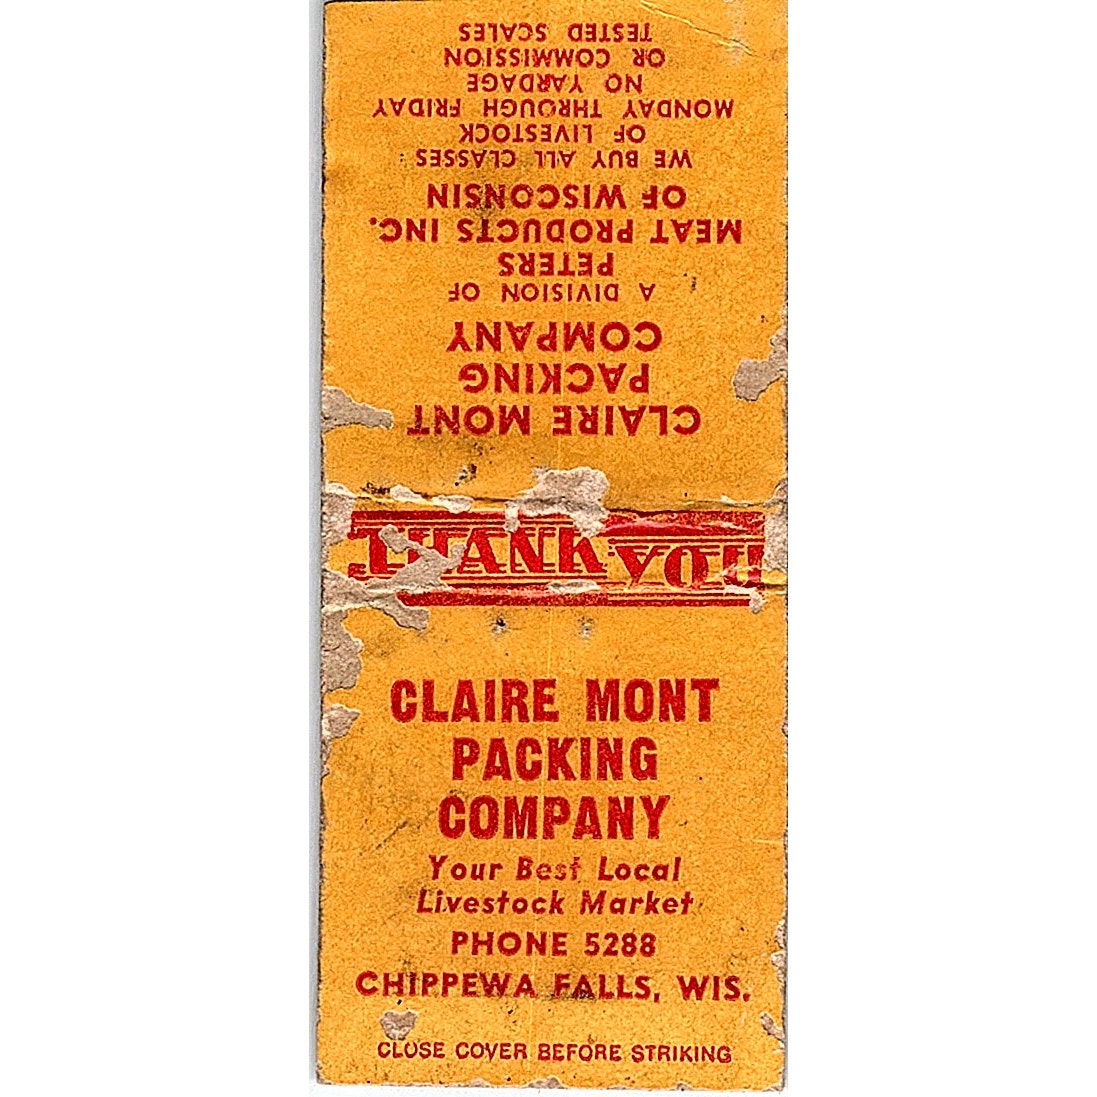 CLAIRE MONT
PACKING
COMPANY
A DIVISION OF
PETERS
MEAT PRODUCTS INC.
OF WISCONSIN
WE BUY ALL CLASSES
OF LIVESTOCK
MONDAY THROUGH FRIDAY
NO YARDAGE
OR COMMISSION
TESTED SCALES
THANK YOU
CLAIRE MONT
PACKING
COMPANY
Your Best Local
Livestock Market
PHONE 5288
CHIPPEWA FALLS, WIS.
CLOSE COVER BEFORE STRIKING